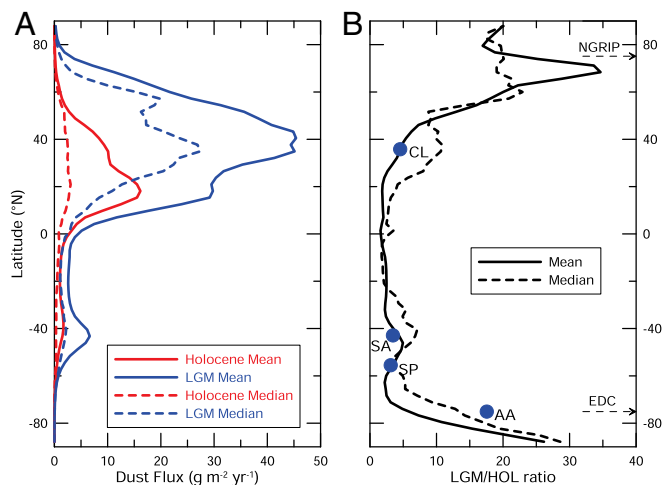 A
80
40
0
-40
-80
Latitude (°N)
Holocene Mean
LGM Mean
Holocene Median
LGM Median
0 10 20 30 40 50
Dust Flux (g m⁻² yr⁻¹)
B
80
40
0
-40
-80
NGRIP
CL
Mean
Median
SA
SP
EDC
AA
0 10 20 30 40
LGM/HOL ratio